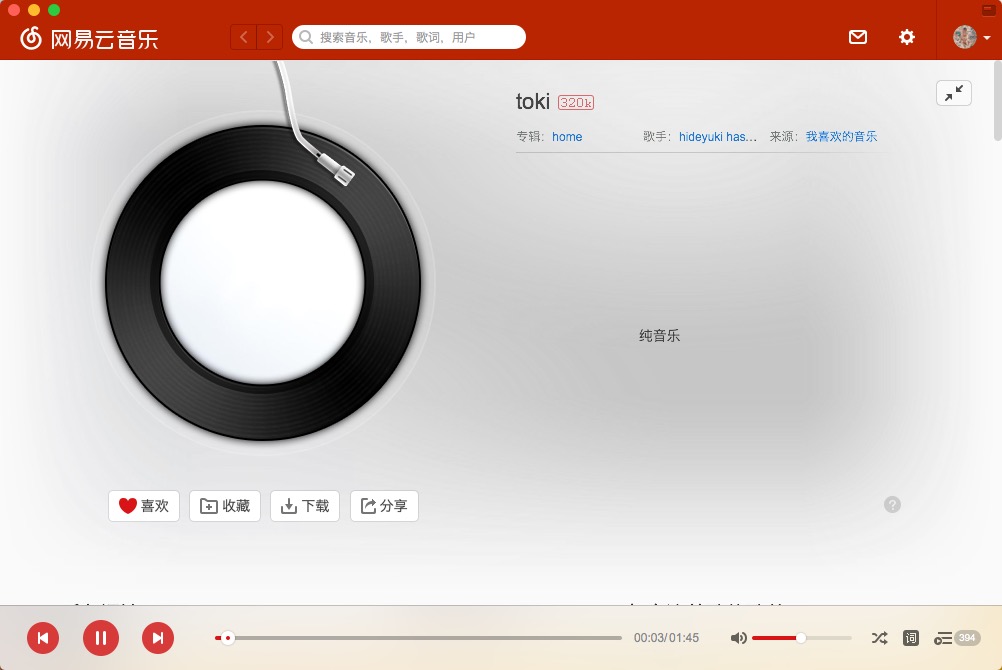 网易云音乐
搜索音乐, 歌手, 歌词, 用户
toki 320k
专辑: home 歌手: hideyuki has... 来源: 我喜欢的音乐
纯音乐
喜欢 收藏 下载 分享
?
00:03/01:45 词 394